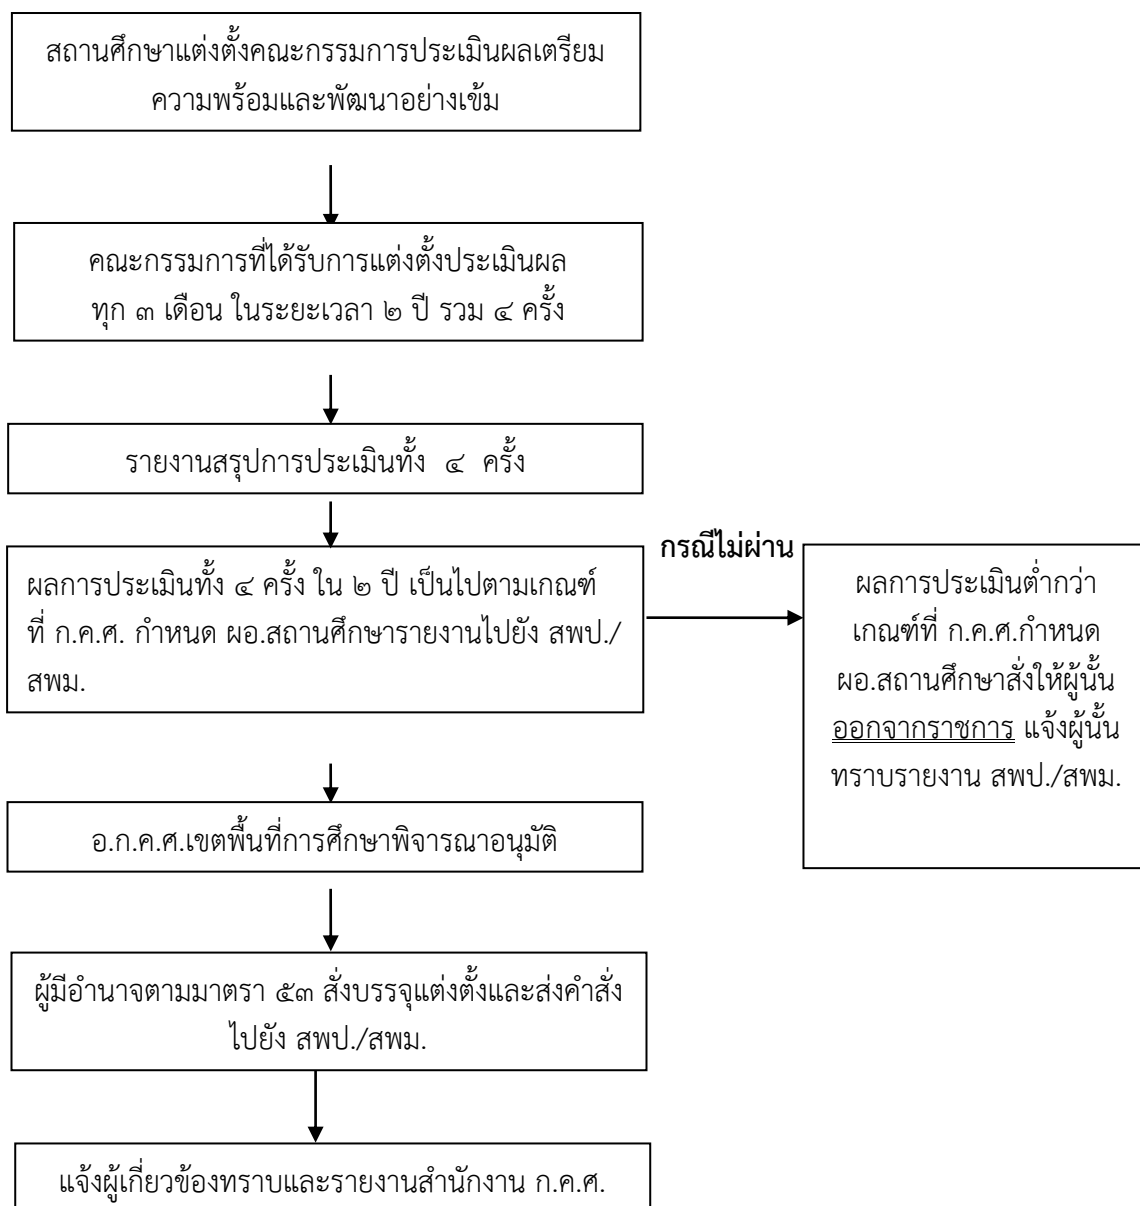 สถานศึกษาแต่งตั้งคณะกรรมการประเมินผลเตรียม
ความพร้อมและพัฒนาอย่างเข้ม
คณะกรรมการที่ได้รับการแต่งตั้งประเมินผล
ทุก ๓ เดือน ในระยะเวลา ๒ ปี รวม ๔ ครั้ง
รายงานสรุปการประเมินทั้ง ๔ ครั้ง
ผลการประเมินทั้ง ๔ ครั้ง ใน ๒ ปี เป็นไปตามเกณฑ์
ที่ ก.ค.ศ. กำหนด ผอ.สถานศึกษารายงานไปยัง สพป./
สพม.
กรณีไม่ผ่าน
ผลการประเมินต่ำกว่า
เกณฑ์ที่ ก.ค.ศ.กำหนด
ผอ.สถานศึกษาสั่งให้ผู้นั้น
ออกจากราชการ แจ้งผู้นั้น
ทราบรายงาน สพป./สพม.
อ.ก.ค.ศ.เขตพื้นที่การศึกษาพิจารณาอนุมัติ
ผู้มีอำนาจตามมาตรา ๕๓ สั่งบรรจุแต่งตั้งและส่งคำสั่ง
ไปยัง สพป./สพม.
แจ้งผู้เกี่ยวข้องทราบและรายงานสำนักงาน ก.ค.ศ.